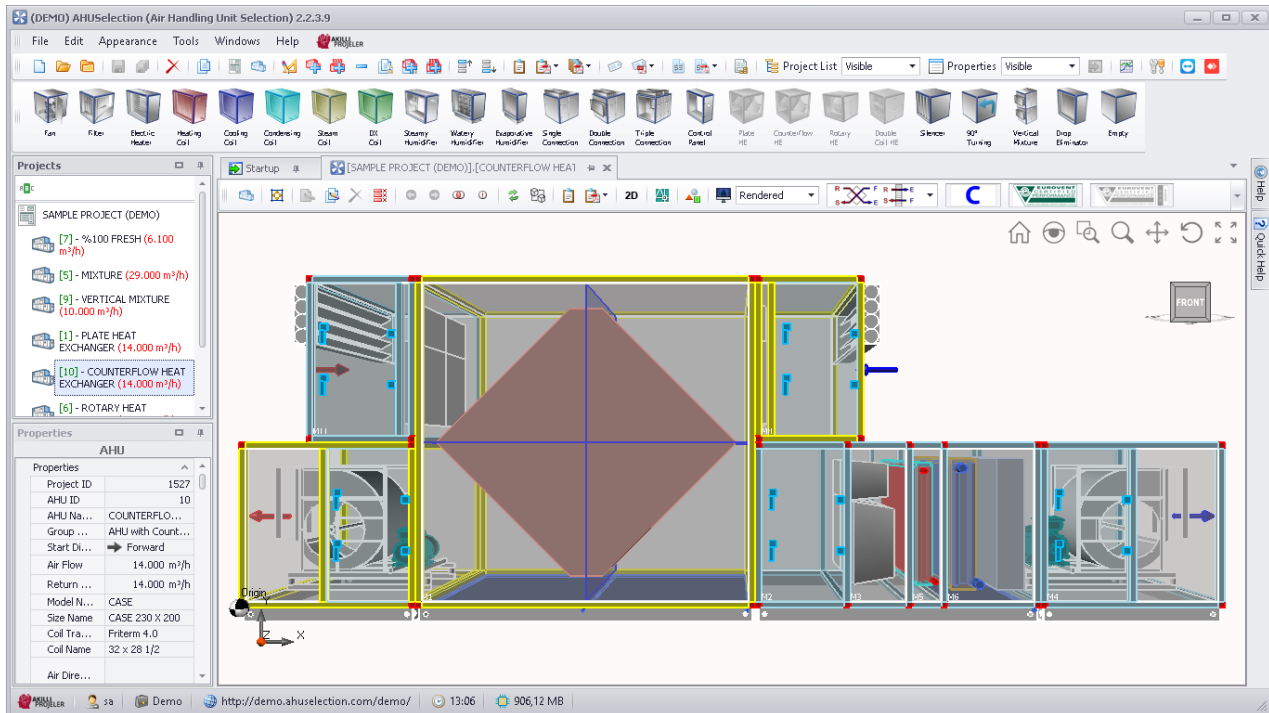 (DEMO) AHUSelection (Air Handling Unit Selection) 2.2.3.9
File Edit Appearance Tools Windows Help AKILLI PROJELER
Project List Visible Properties Visible
Fan
Filter
Electric Heater
Heating Coil
Cooling Coil
Condensing Coil
Steam Coil
DX Coil
Steamy Humidifier
Watery Humidifier
Evaporative Humidifier
Single Connection
Double Connection
Triple Connection
Control Panel
Plate HE
Counterflow HE
Rotary HE
Double Coil HE
Silencer
90° Turning
Vertical Mixture
Drop Eliminator
Empty
Projects
SAMPLE PROJECT (DEMO)
[7] - %100 FRESH (6.100
m³/h)
[5] - MIXTURE (29.000 m³/h)
[9] - VERTICAL MIXTURE
(10.000 m³/h)
[1] - PLATE HEAT
EXCHANGER (14.000 m³/h)
[10] - COUNTERFLOW HEAT
EXCHANGER (14.000 m³/h)
[6] - ROTARY HEAT
Properties
AHU
Properties
Project ID 1527
AHU ID 10
AHU Na... COUNTERFLO...
Group ... AHU with Count...
Start Di... Forward
Air Flow 14.000 m³/h
Return ... 14.000 m³/h
Model N... CASE
Size Name CASE 230 X 200
Coil Tra... Friterm 4.0
Coil Name 32 x 28 1/2
Air Dire...
Startup [SAMPLE PROJECT (DEMO)].[COUNTERFLOW HEAT
2D Rendered R F S E R E S F C EUROVENT CERTIFIED PERFORMANCE
FRONT
Origin
Z X
M1 M2 M3 M5 M6 M4
Help
Quick Help
AKILLI PROJELER sa Demo http://demo.ahuselection.com/demo/ 13:06 906,12 MB